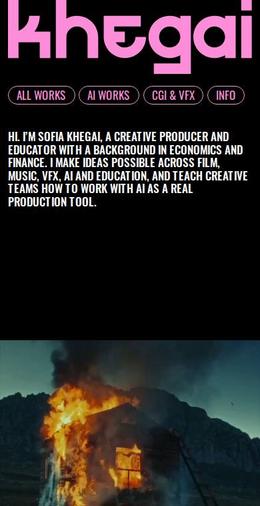 khegai
ALL WORKS
AI WORKS
CGI & VFX
INFO
HI. I'M SOFIA KHEGAI, A CREATIVE PRODUCER AND
EDUCATOR WITH A BACKGROUND IN ECONOMICS AND
FINANCE. I MAKE IDEAS POSSIBLE ACROSS FILM,
MUSIC, VFX, AI AND EDUCATION, AND TEACH CREATIVE
TEAMS HOW TO WORK WITH AI AS A REAL
PRODUCTION TOOL.